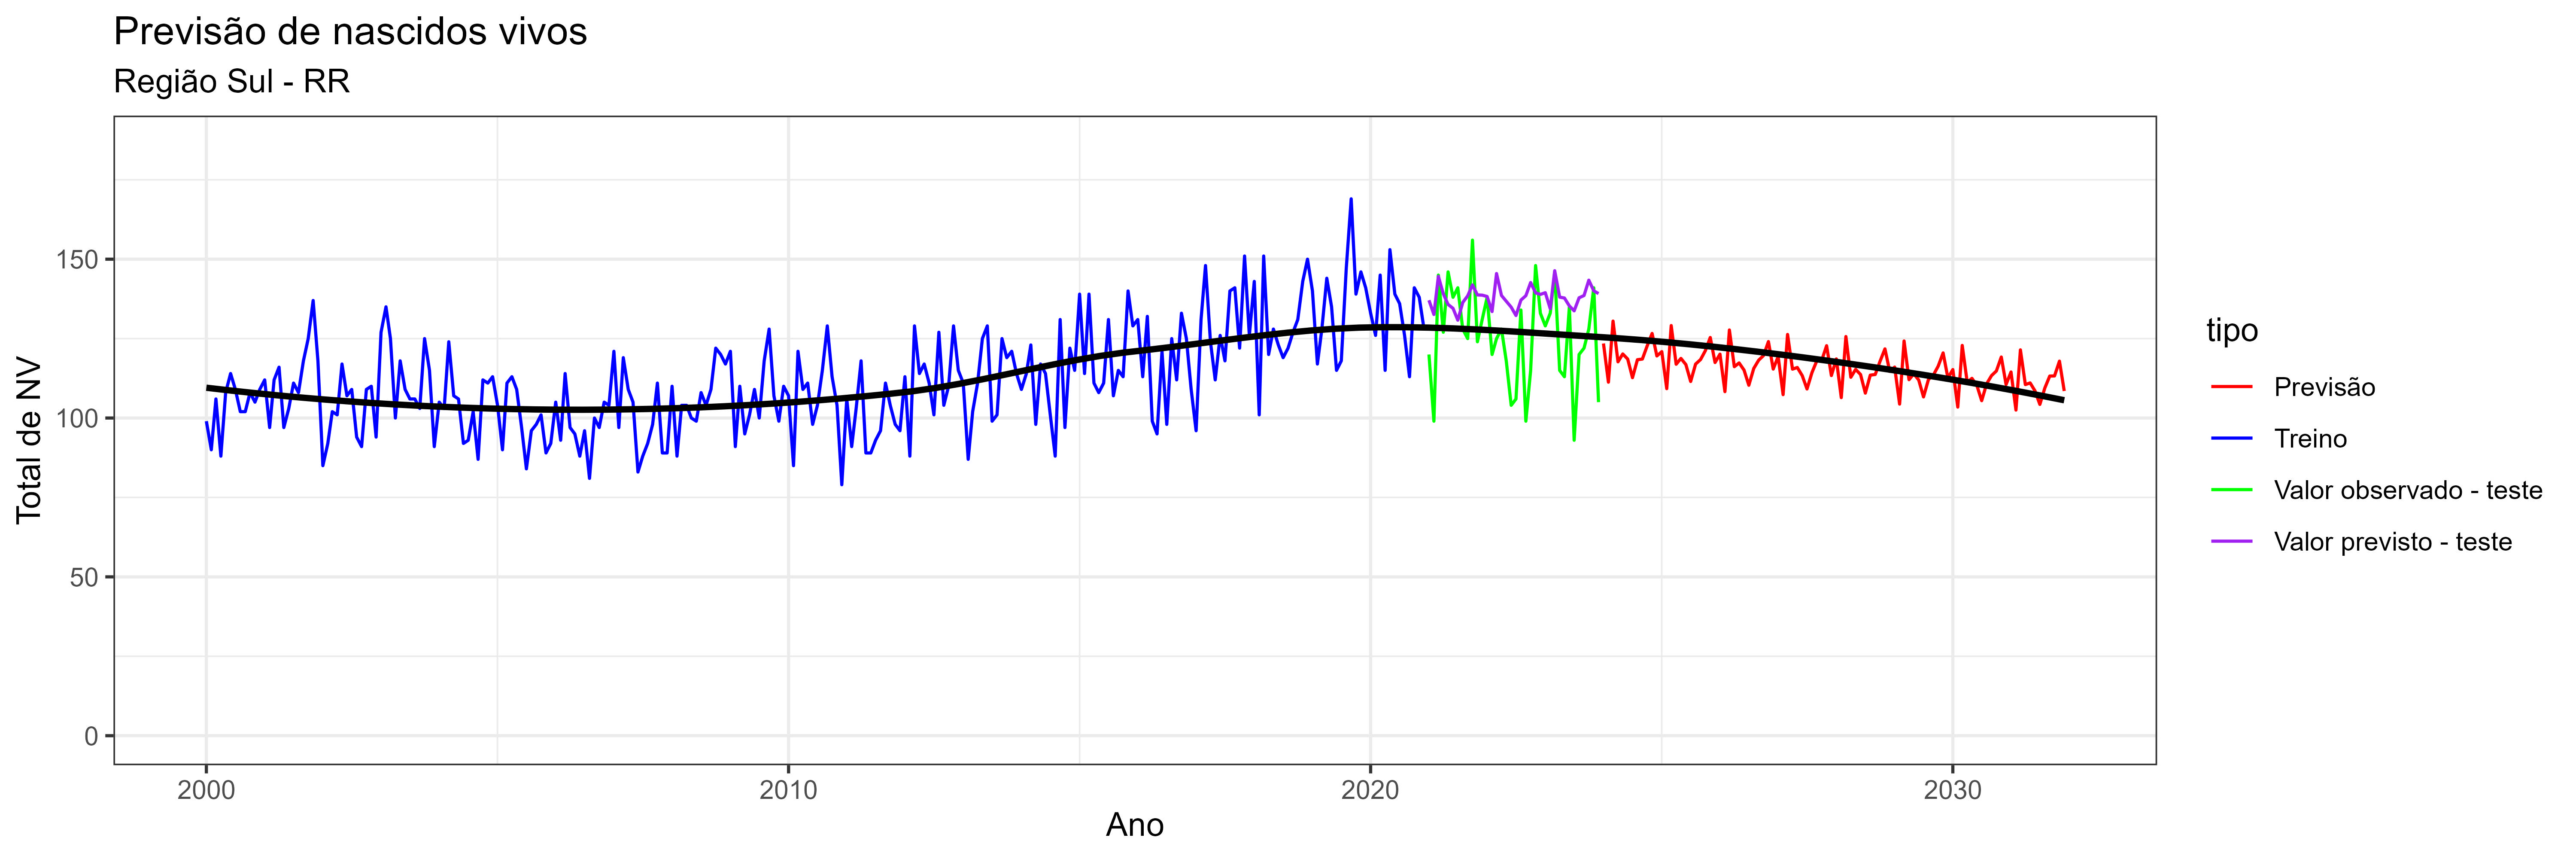 Previsão de nascidos vivos
Região Sul - RR
Total de NV
150
100
50
0
2000
2010
2020
2030
Ano
tipo
Previsão
Treino
Valor observado - teste
Valor previsto - teste